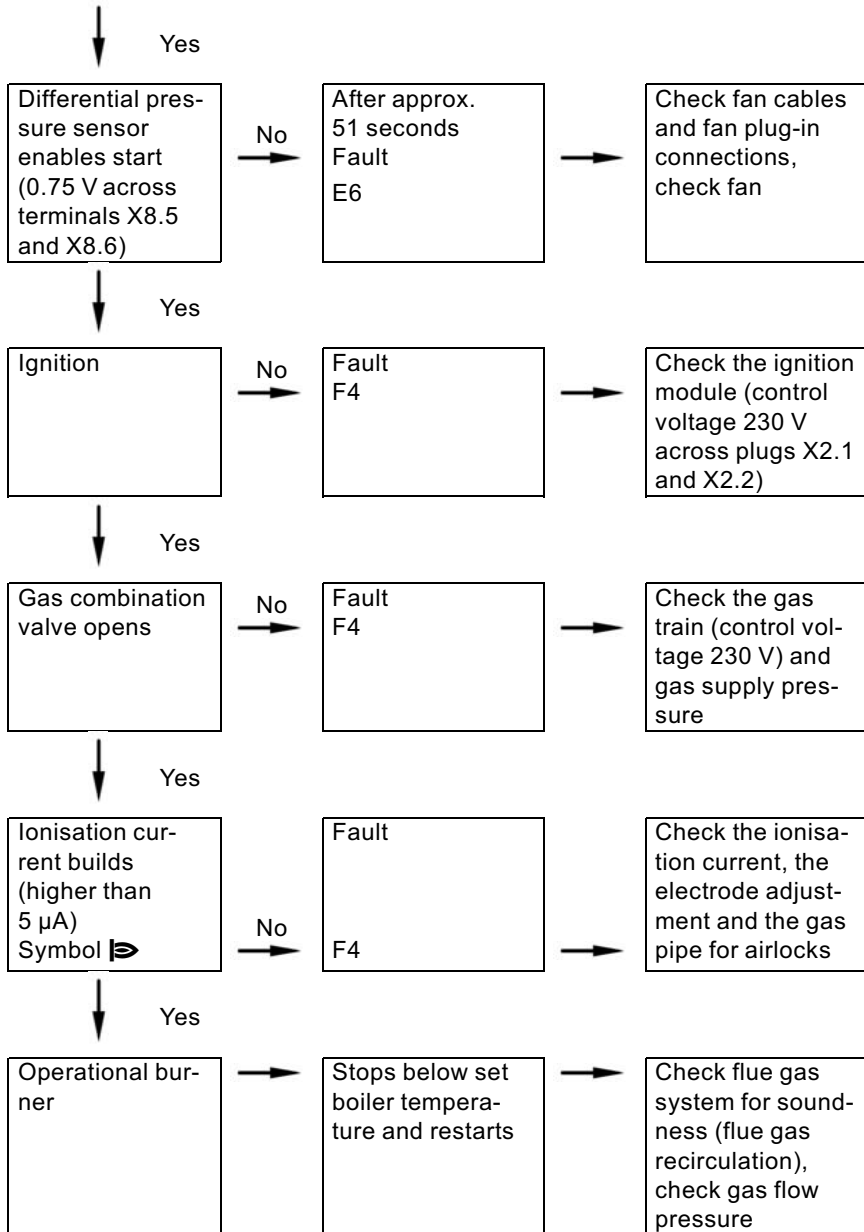 Yes
Differential pres-
sure sensor
enables start
(0.75 V across
terminals X8.5
and X8.6)
No
After approx.
51 seconds
Fault
E6
Check fan cables
and fan plug-in
connections,
check fan
Yes
Ignition
No
Fault
F4
Check the ignition
module (control
voltage 230 V
across plugs X2.1
and X2.2)
Yes
Gas combination
valve opens
No
Fault
F4
Check the gas
train (control vol-
tage 230 V) and
gas supply pres-
sure
Yes
Ionisation cur-
rent builds
(higher than
5 µA)
Symbol
No
Fault
F4
Check the ionisa-
tion current, the
electrode adjust-
ment and the gas
pipe for airlocks
Yes
Operational bur-
ner
Stops below set
boiler tempera-
ture and restarts
Check flue gas
system for sound-
ness (flue gas
recirculation),
check gas flow
pressure